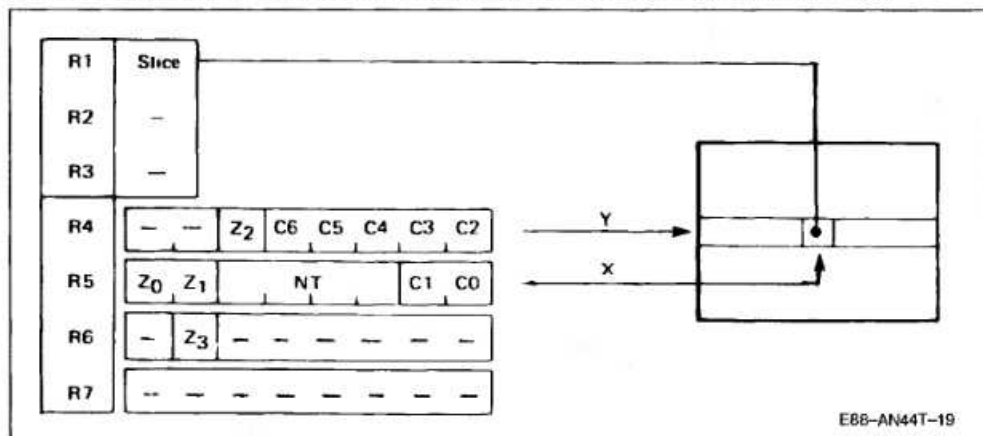 R1 Slice
R2 –
R3 —
R4 – – Z2 C6 C5 C4 C3 C2 Y
R5 Z0 Z1 NT C1 C0 X
R6 – Z3 – – – – – –
R7 – – – – – – – –
E88-AN44T-19